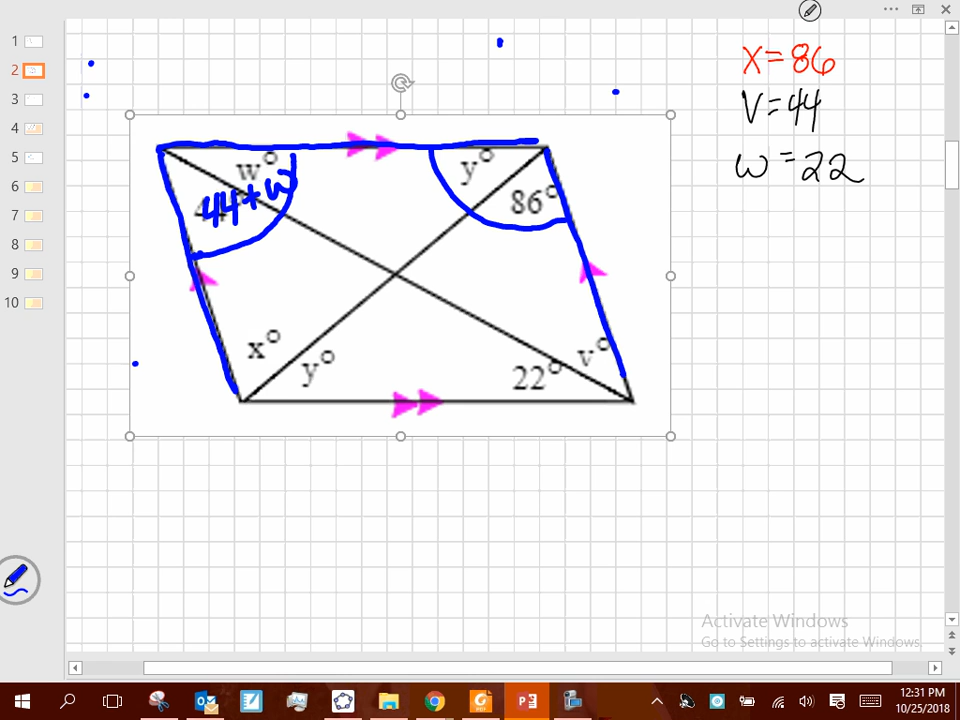 1
2
3
4
5
6
7
8
9
10
X=86
V=44
w=22
w°
44+w
y°
86°
x°
y°
22°
v°
Activate Windows
Go to Settings to activate Windows.
12:31 PM
10/25/2018